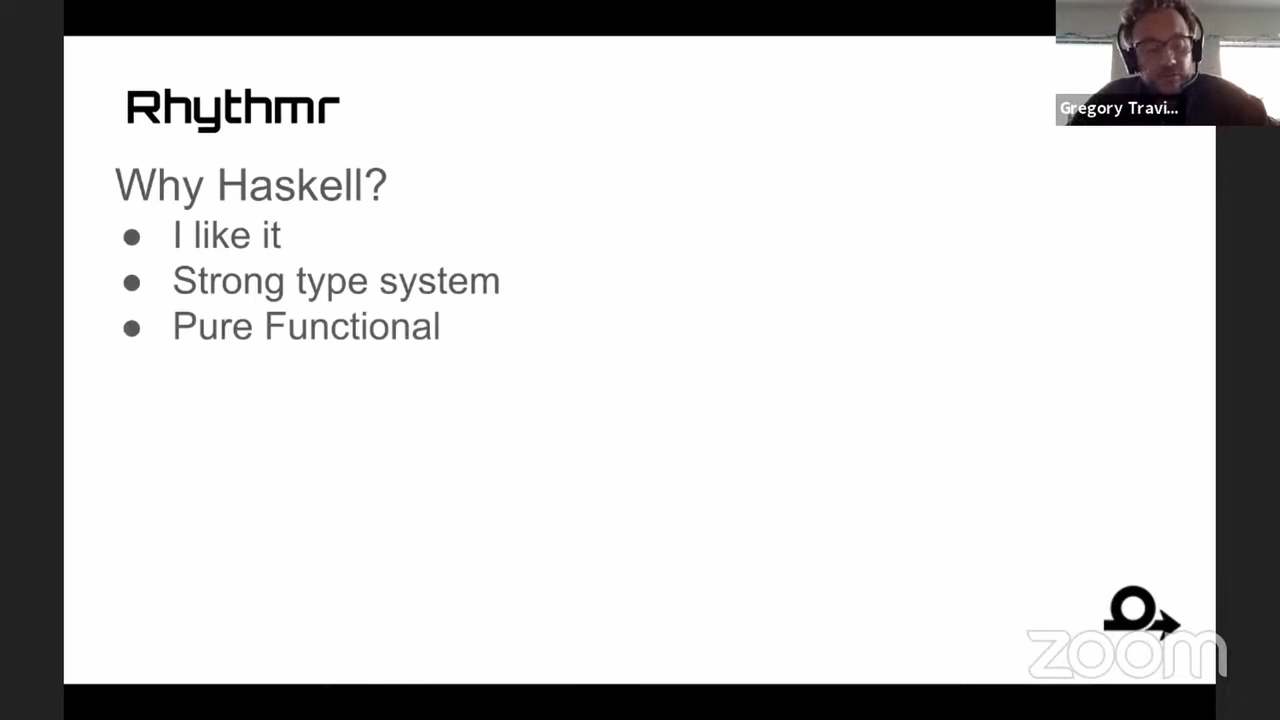 Rhythmr
Gregory Travi...
Why Haskell?
● I like it
● Strong type system
● Pure Functional
zoom